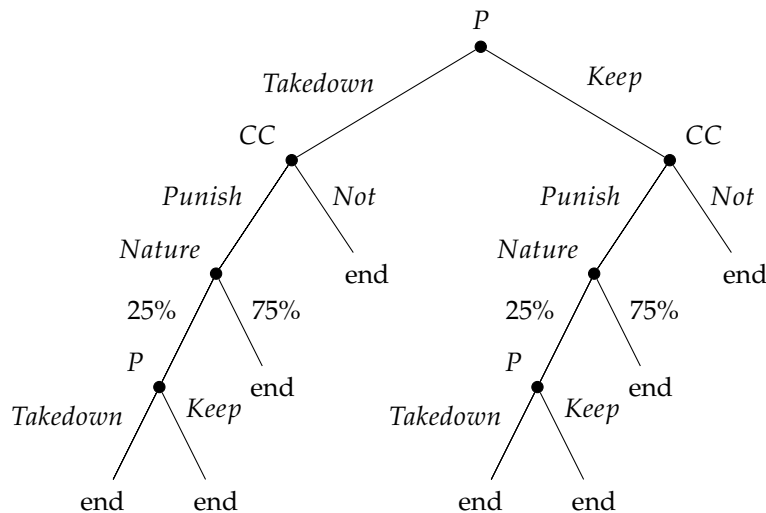 P
Takedown Keep
CC CC
Punish Not Punish Not
Nature end Nature end
25% 75% 25% 75%
P end P end
Takedown Keep Takedown Keep
end end end end